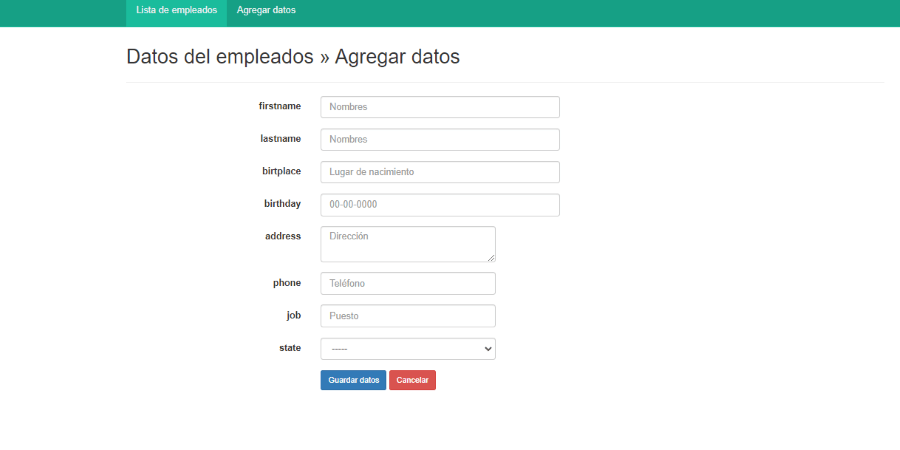 Lista de empleados Agregar datos
Datos del empleados » Agregar datos
firstname Nombres
lastname Nombres
birtplace Lugar de nacimiento
birthday 00-00-0000
address Dirección
phone Teléfono
job Puesto
state -----
Guardar datos Cancelar